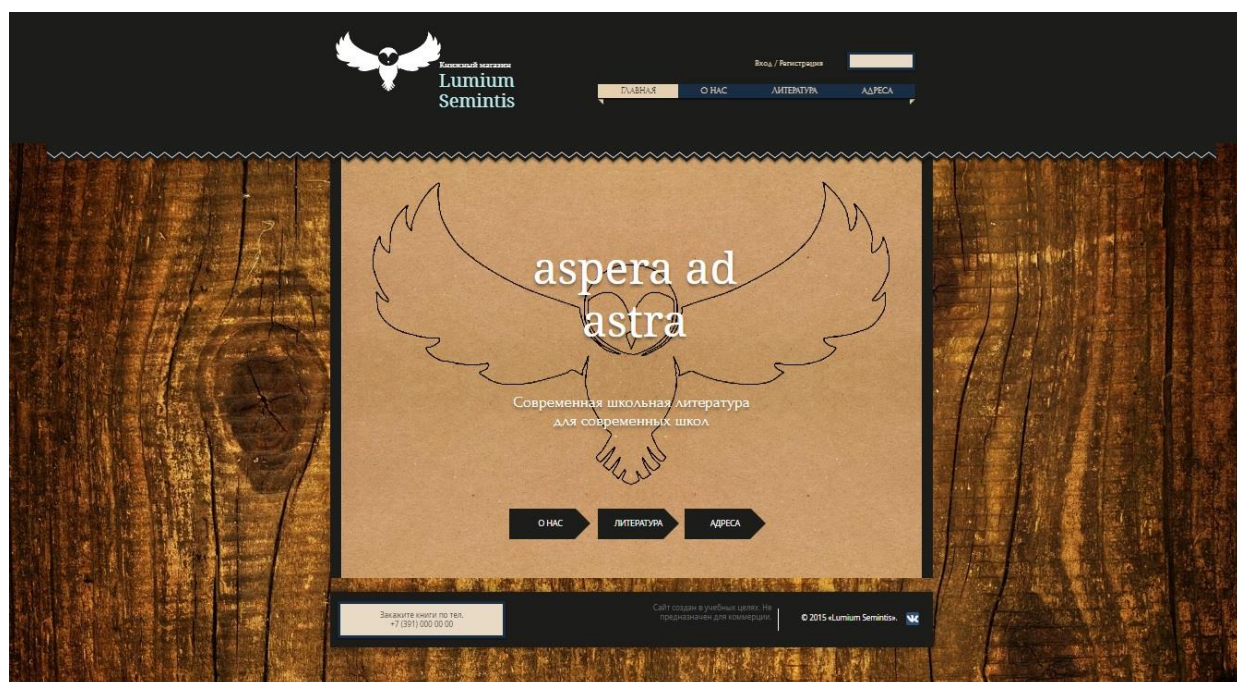 Книжный магазин
Lumium
Semintis
Вход / Регистрация
ГЛАВНАЯ
О НАС
ЛИТЕРАТУРА
АДРЕСА
aspera ad
astra
Современная школьная литература
для современных школ
О НАС
ЛИТЕРАТУРА
АДРЕСА
Закажите книги по тел.
+7 (391) 000 00 00
Сайт создан в учебных целях. Не
предназначен для коммерции.
© 2015 «Lumium Semintis».